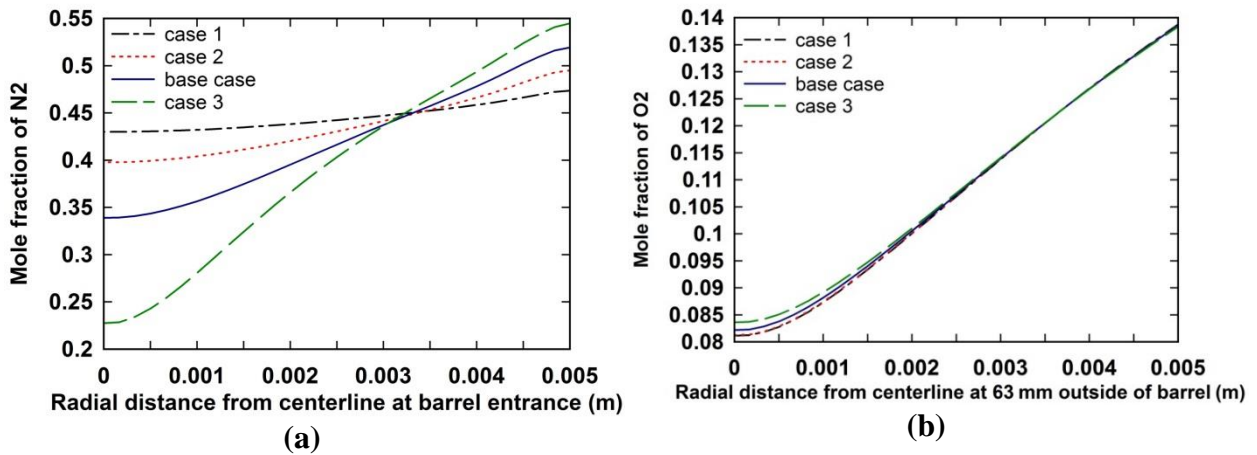 Mole fraction of N2
0.55
0.5
0.45
0.4
0.35
0.3
0.25
0.2
case 1
case 2
base case
case 3
0 0.001 0.002 0.003 0.004 0.005
Radial distance from centerline at barrel entrance (m)
(a)
Mole fraction of O2
0.14
0.135
0.13
0.125
0.12
0.115
0.11
0.105
0.1
0.095
0.09
0.085
0.08
case 1
case 2
base case
case 3
0 0.001 0.002 0.003 0.004 0.005
Radial distance from centerline at 63 mm outside of barrel (m)
(b)